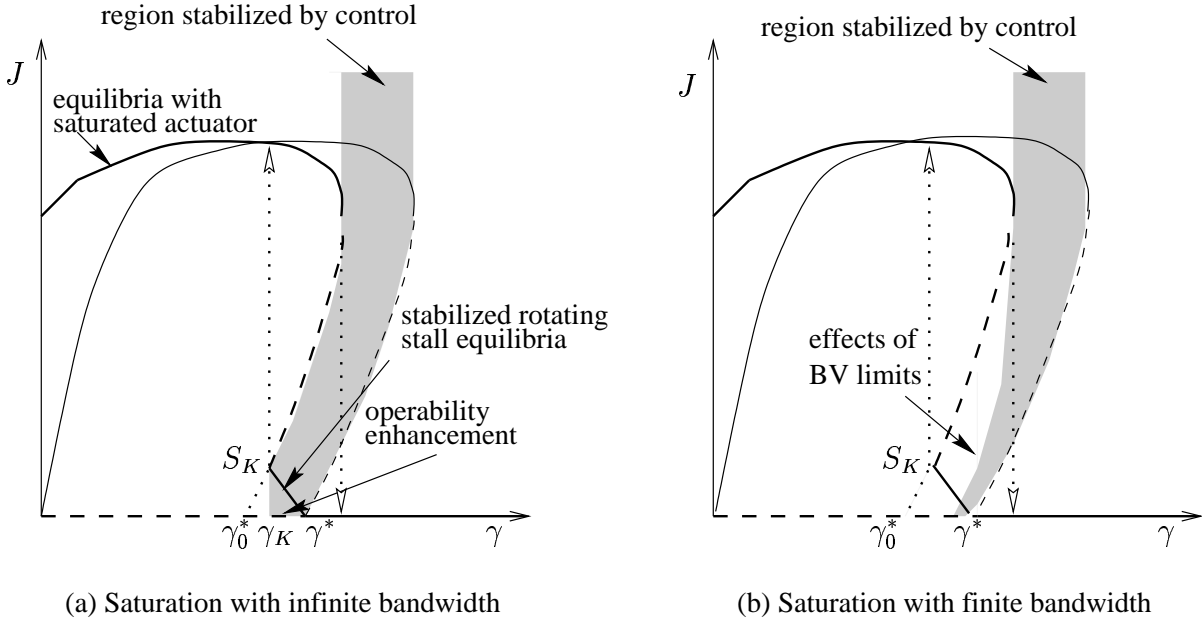 region stabilized by control
J
equilibria with
saturated actuator
stabilized rotating
stall equilibria
operability
enhancement
S_K
γ_0^* γ_K γ^* γ
(a) Saturation with infinite bandwidth
region stabilized by control
J
effects of
BV limits
S_K
γ_0^* γ^* γ
(b) Saturation with finite bandwidth